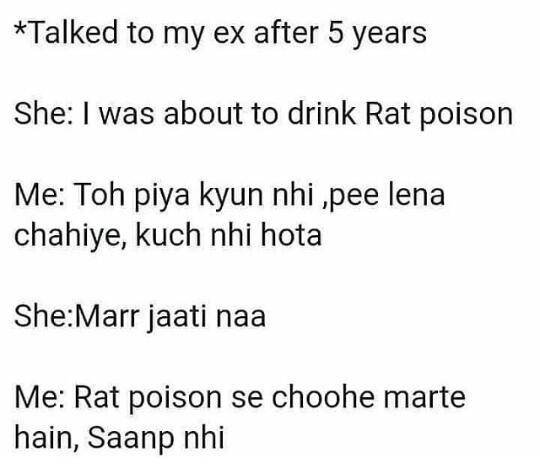 *Talked to my ex after 5 years
She: I was about to drink Rat poison
Me: Toh piya kyun nhi ,pee lena
chahiye, kuch nhi hota
She:Marr jaati naa
Me: Rat poison se choohe marte
hain, Saanp nhi